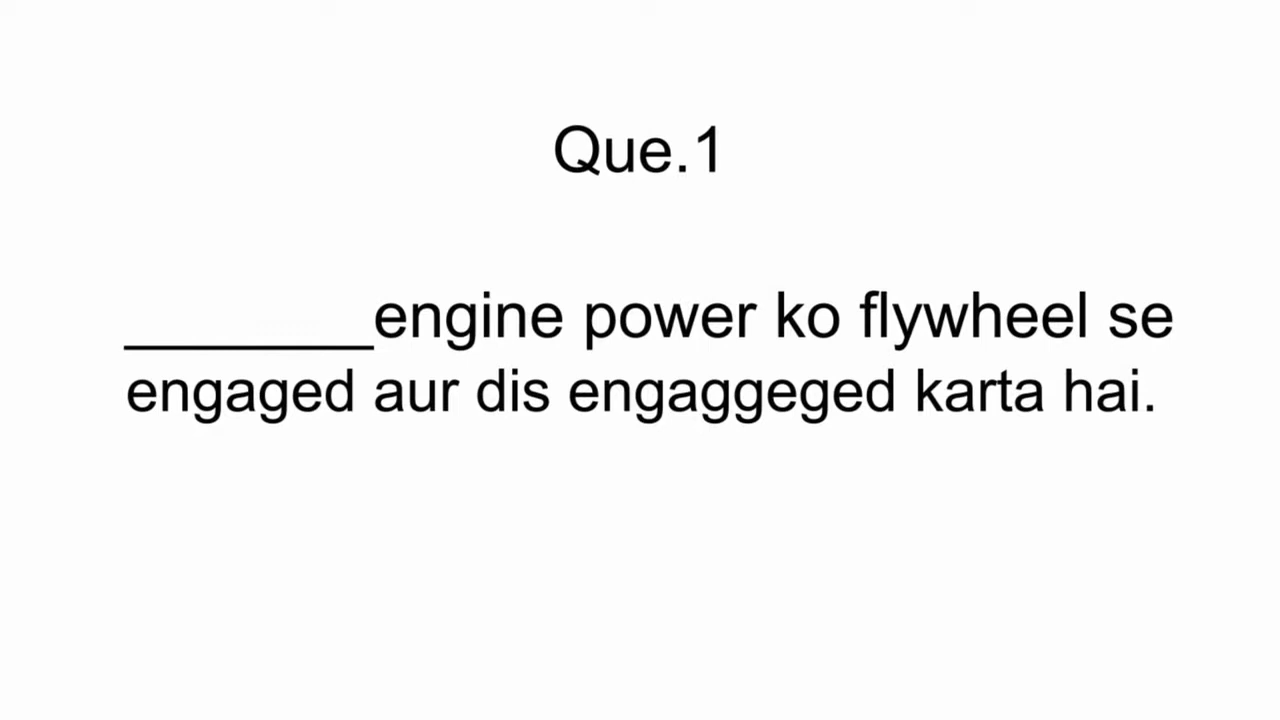 Que.1
________engine power ko flywheel se
engaged aur dis engaggeged karta hai.